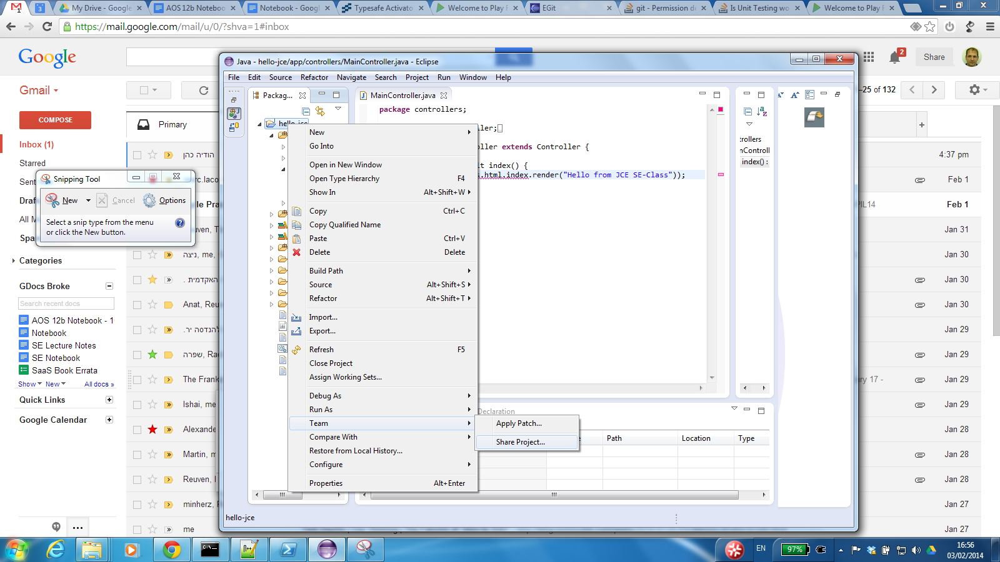 My Drive - Google
AOS 12b Notebook
Notebook - Googl
Typesafe Activato
Welcome to Play
EGit
git - Permission de
Is Unit Testing wo
Welcome to Play F
https://mail.google.com/mail/u/0/?shva=1#inbox
Google
Share
2
Gmail
25 of 132
COMPOSE
Primary
Inbox (1)
Starred
Sent
Draf
All M
Spa
Categories
GDocs Broke
Search recent docs
AOS 12b Notebook - 1
Notebook
SE Lecture Notes
SE Notebook
SaaS Book Errata
Show New All docs »
Quick Links
Google Calendar
Snipping Tool
New Cancel Options
Select a snip type from the menu
or click the New button.
הודיה כהן
ניצה, me,
האקדמית .
Anat, Reu
להנדסה יר.
שפרה, Ra
The Frank
Ishai, me
Alexande
Martin, m
Reuven, I
minherz, F
me
Java - hello-jce/app/controllers/MainController.java - Eclipse
File Edit Source Refactor Navigate Search Project Run Window Help
Packag...
MainController.java
package controllers;
hello-jce
ller;
oller extends Controller {
lt index() {
s.html.index.render("Hello from JCE SE-Class"));
New
Go Into
Open in New Window
Open Type Hierarchy F4
Show In Alt+Shift+W
Copy Ctrl+C
Copy Qualified Name
Paste Ctrl+V
Delete Delete
Build Path
Source Alt+Shift+S
Refactor Alt+Shift+T
Import...
Export...
Refresh F5
Close Project
Assign Working Sets...
Debug As
Run As
Team
Compare With
Restore from Local History...
Configure
Properties Alt+Enter
Apply Patch...
Share Project...
Declaration
Path Location Type
trollers
nControll
index() :
hello-jce
4:37 pm
Feb 1
PIL14 Feb 1
Jan 31
Jan 30
Jan 30
Jan 30
Jan 29
Jan 29
ry 17 - Jan 29
Jan 28
Jan 28
Jan 28
Jan 28
Jan 27
Jan 27
EN
97%
16:56
03/02/2014